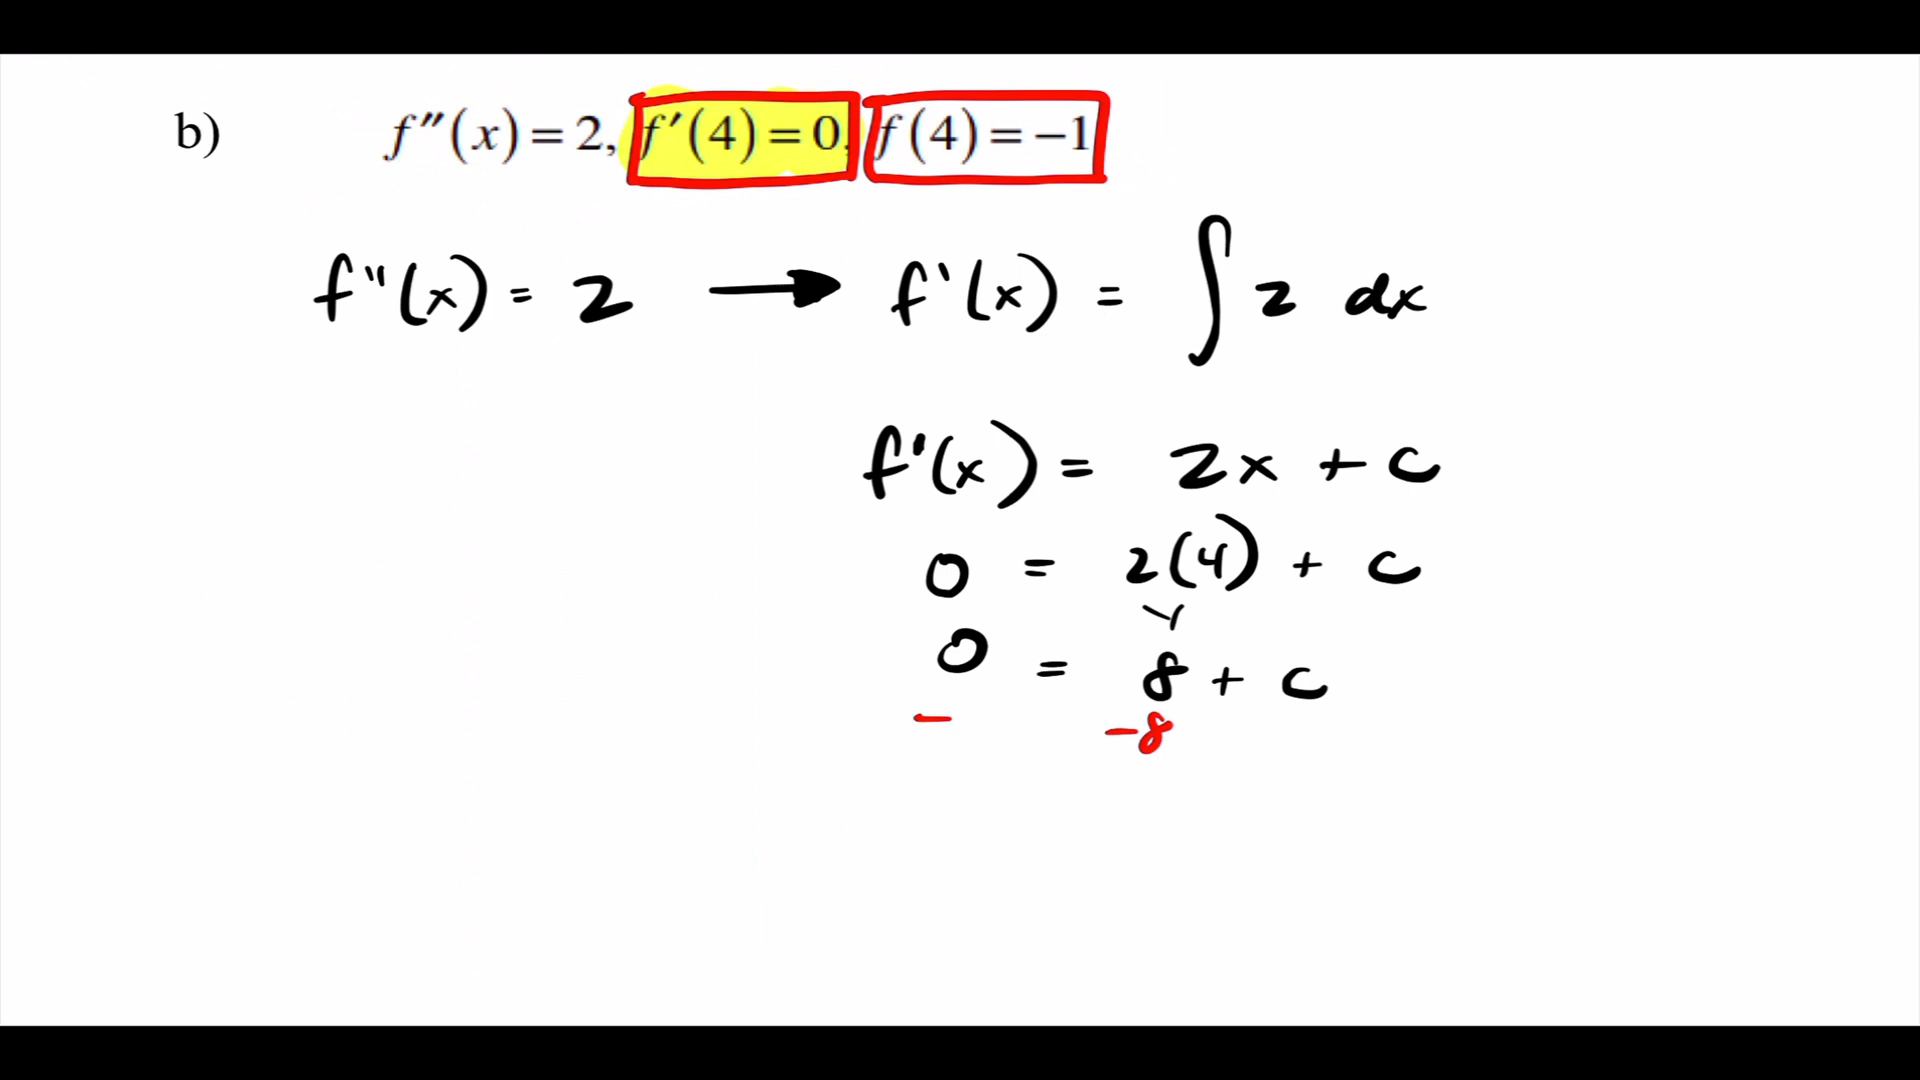 b) f″(x) = 2, f′(4) = 0, f(4) = −1
f"(x) = 2 → f'(x) = ∫ 2 dx
f'(x) = 2x + c
0 = 2(4) + c
0 = 8 + c
− −8